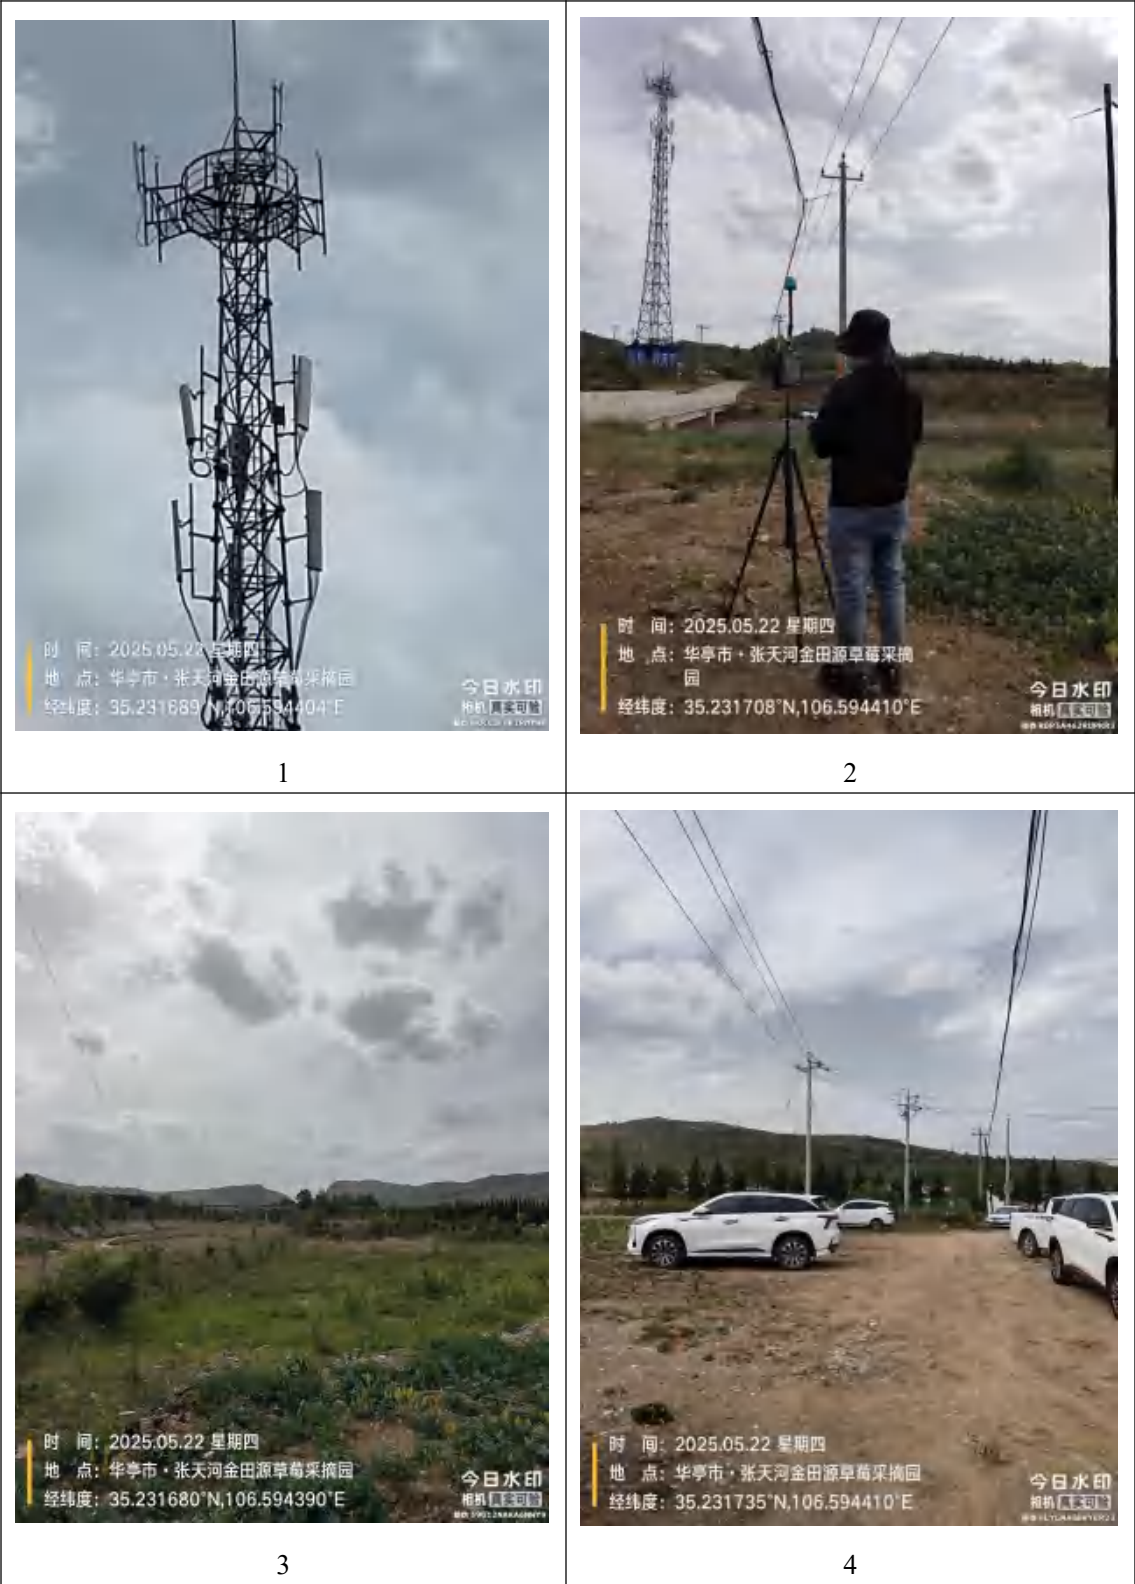 时 间：2025.05.22 星期四
地 点：华亭市·张天河金田源草莓采摘园
经纬度：35.231689°N,106.594404°E
今日水印
相机 真实可验
1
时 间：2025.05.22 星期四
地 点：华亭市·张天河金田源草莓采摘
园
经纬度：35.231708°N,106.594410°E
今日水印
相机 真实可验
2
时 间：2025.05.22 星期四
地 点：华亭市·张天河金田源草莓采摘园
经纬度：35.231680°N,106.594390°E
今日水印
相机 真实可验
3
时 间：2025.05.22 星期四
地 点：华亭市·张天河金田源草莓采摘园
经纬度：35.231735°N,106.594410°E
今日水印
相机 真实可验
4